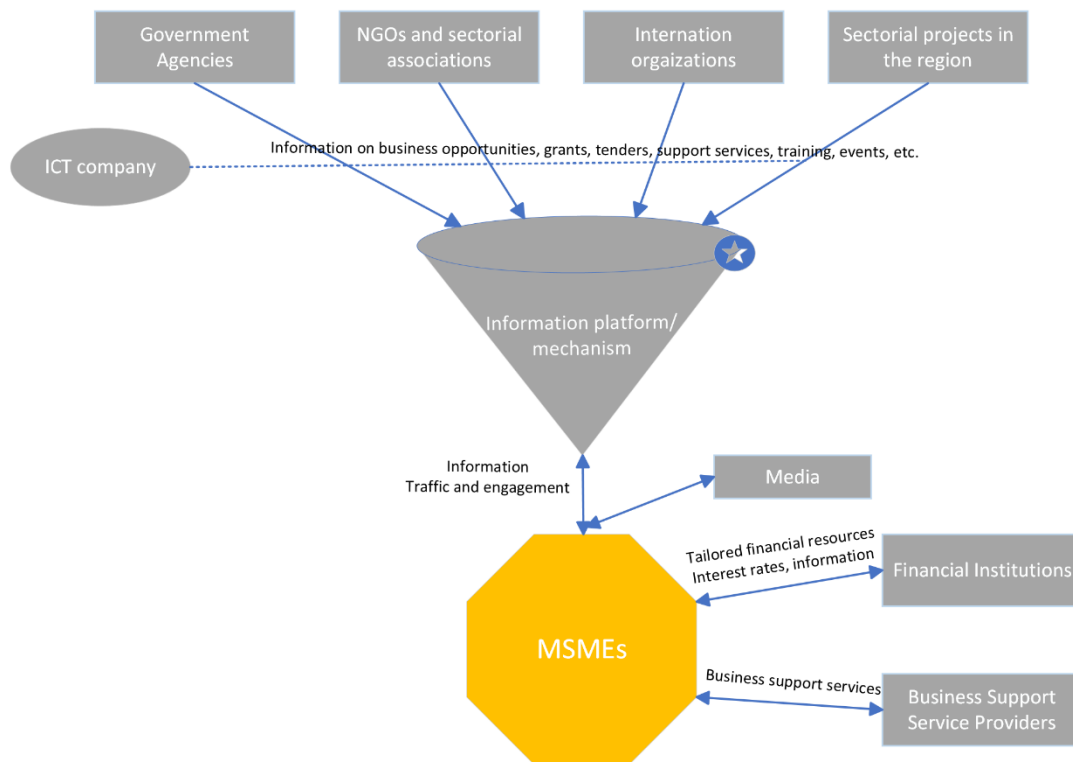 Government
Agencies
NGOs and sectorial
associations
Internation
orgaizations
Sectorial projects in
the region
Information on business opportunities, grants, tenders, support services, training, events, etc.
ICT company
Information platform/
mechanism
Information
Traffic and engagement
Media
Tailored financial resources
Interest rates, information
Financial Institutions
MSMEs
Business support services
Business Support
Service Providers